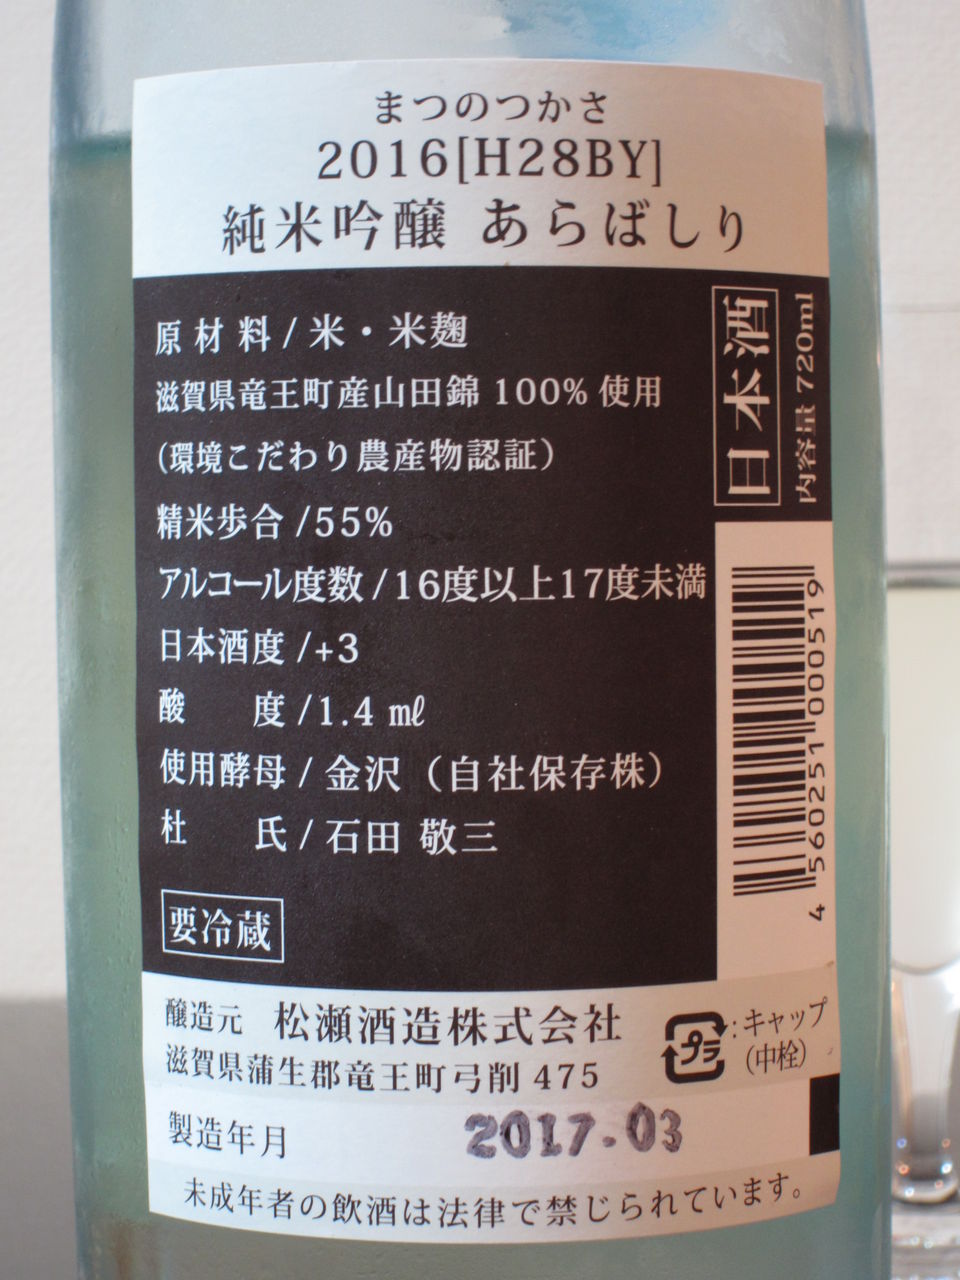 まつのつかさ
2016[H28BY]
純米吟醸 あらばしり
原材料/米・米麹
滋賀県竜王町産山田錦 100% 使用
(環境こだわり農産物認証)
精米歩合/55%
アルコール度数/16度以上17度未満
日本酒度/+3
酸　度/1.4 ㎖
使用酵母/金沢（自社保存株）
杜　氏/石田 敬三
要冷蔵
日本酒
内容量 720ml
4 560251 000519
醸造元 松瀬酒造株式会社
滋賀県蒲生郡竜王町弓削 475
プラ
:キャップ
(中栓)
製造年月 2017.03
未成年者の飲酒は法律で禁じられています。